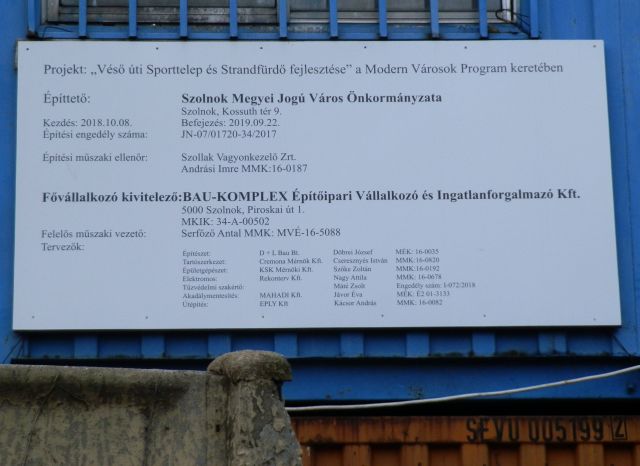 Projekt: „Véső úti Sporttelep és Strandfürdő fejlesztése” a Modern Városok Program keretében
Építtető: Szolnok Megyei Jogú Város Önkormányzata
Szolnok, Kossuth tér 9.
Kezdés: 2018.10.08. Befejezés: 2019.09.22.
Építési engedély száma: JN-07/01720-34/2017
Építési műszaki ellenőr: Szollak Vagyonkezelő Zrt.
Andrási Imre MMK:16-0187
Fővállalkozó kivitelező:BAU-KOMPLEX Építőipari Vállalkozó és Ingatlanforgalmazó Kft.
5000 Szolnok, Piroskai út 1.
MKIK: 34-A-00502
Felelős műszaki vezető: Serfőző Antal MMK: MVÉ-16-5088
Tervezők:
Építészet: D + L Bau Bt. Döbrei József MÉK: 16-0035
Tartószerkezet: Cremona Mérnök Kft. Cseresznyés István MMK:16-0820
Épületgépészet: KSK Mérnöki Kft. Szőke Zoltán MMK:16-0192
Elektromos: Rekonterv Kft. Nagy Attila MMK: 16-0678
Tűzvédelmi szakértő: Máté Zsolt Engedély szám: I-072/2018
Akadálymentesítés: MAHADI Kft. Jávor Éva MÉK: É2 01-3133
Útépítés: EPLY Kft Kácsor András MMK: 16-0082
SEVU 005199 2